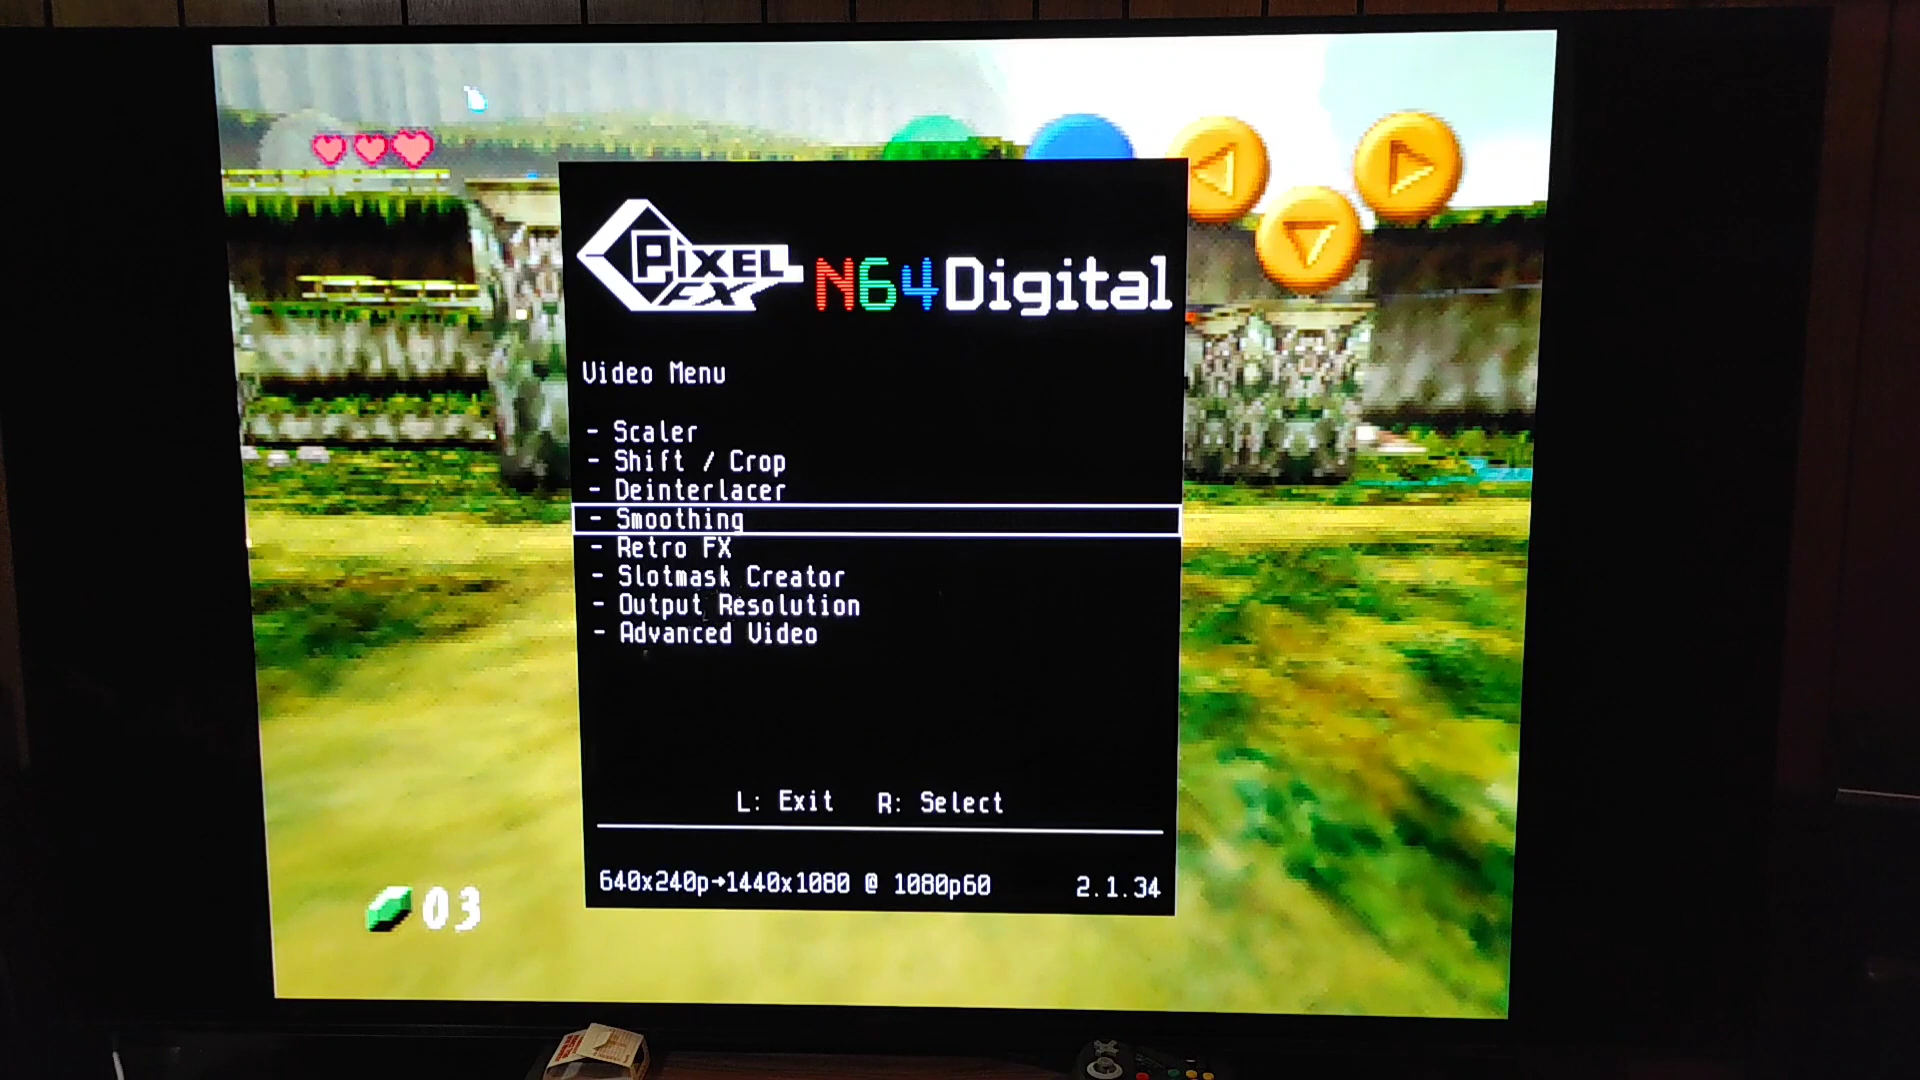 PIXEL
FX
N64Digital
Video Menu
- Scaler
- Shift / Crop
- Deinterlacer
- Smoothing
- Retro FX
- Slotmask Creator
- Output Resolution
- Advanced Video
L: Exit R: Select
640x240p→1440x1080 @ 1080p60 2.1.34
03